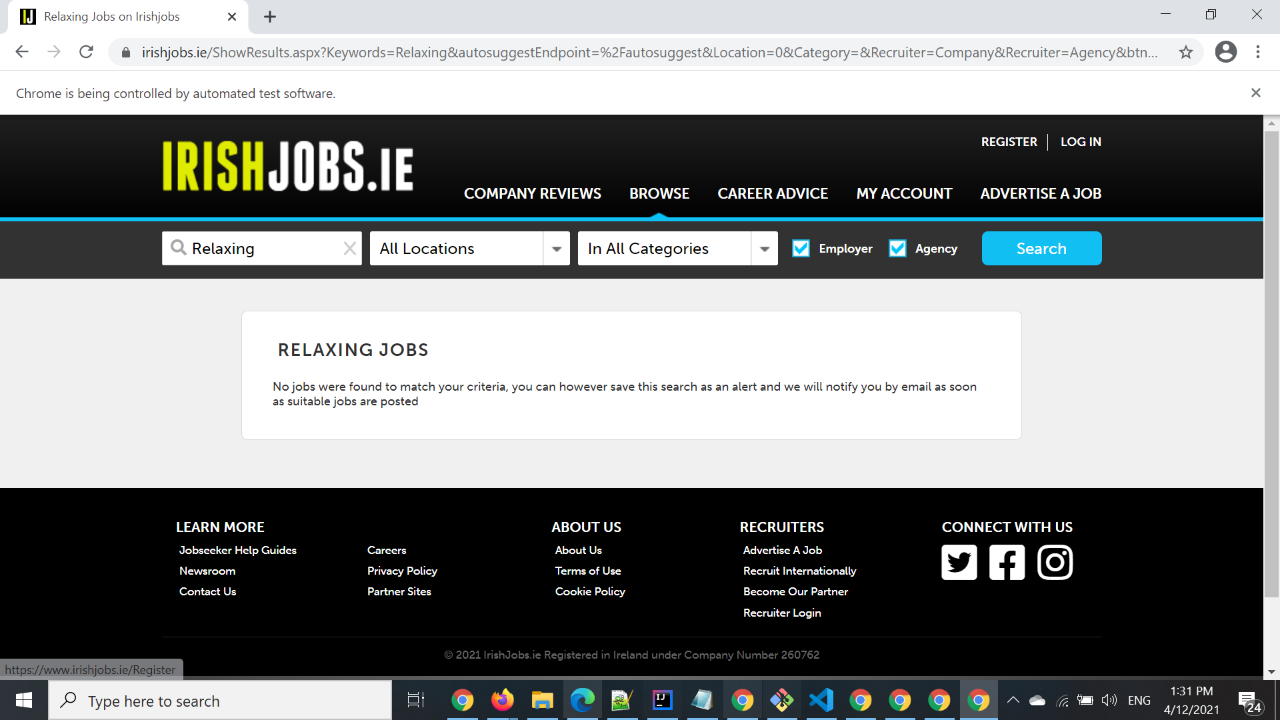 Relaxing Jobs on Irishjobs
irishjobs.ie/ShowResults.aspx?Keywords=Relaxing&autosuggestEndpoint=%2Fautosuggest&Location=0&Category=&Recruiter=Company&Recruiter=Agency&btn...
Chrome is being controlled by automated test software.
REGISTER LOG IN
IRISHJOBS.IE
COMPANY REVIEWS BROWSE CAREER ADVICE MY ACCOUNT ADVERTISE A JOB
Relaxing All Locations In All Categories Employer Agency Search
RELAXING JOBS
No jobs were found to match your criteria, you can however save this search as an alert and we will notify you by email as soon
as suitable jobs are posted
LEARN MORE
Jobseeker Help Guides
Newsroom
Contact Us
Careers
Privacy Policy
Partner Sites
ABOUT US
About Us
Terms of Use
Cookie Policy
RECRUITERS
Advertise A Job
Recruit Internationally
Become Our Partner
Recruiter Login
CONNECT WITH US
© 2021 IrishJobs.ie Registered in Ireland under Company Number 260762
https://www.irishjobs.ie/Register
Type here to search
ENG
1:31 PM
4/12/2021
24